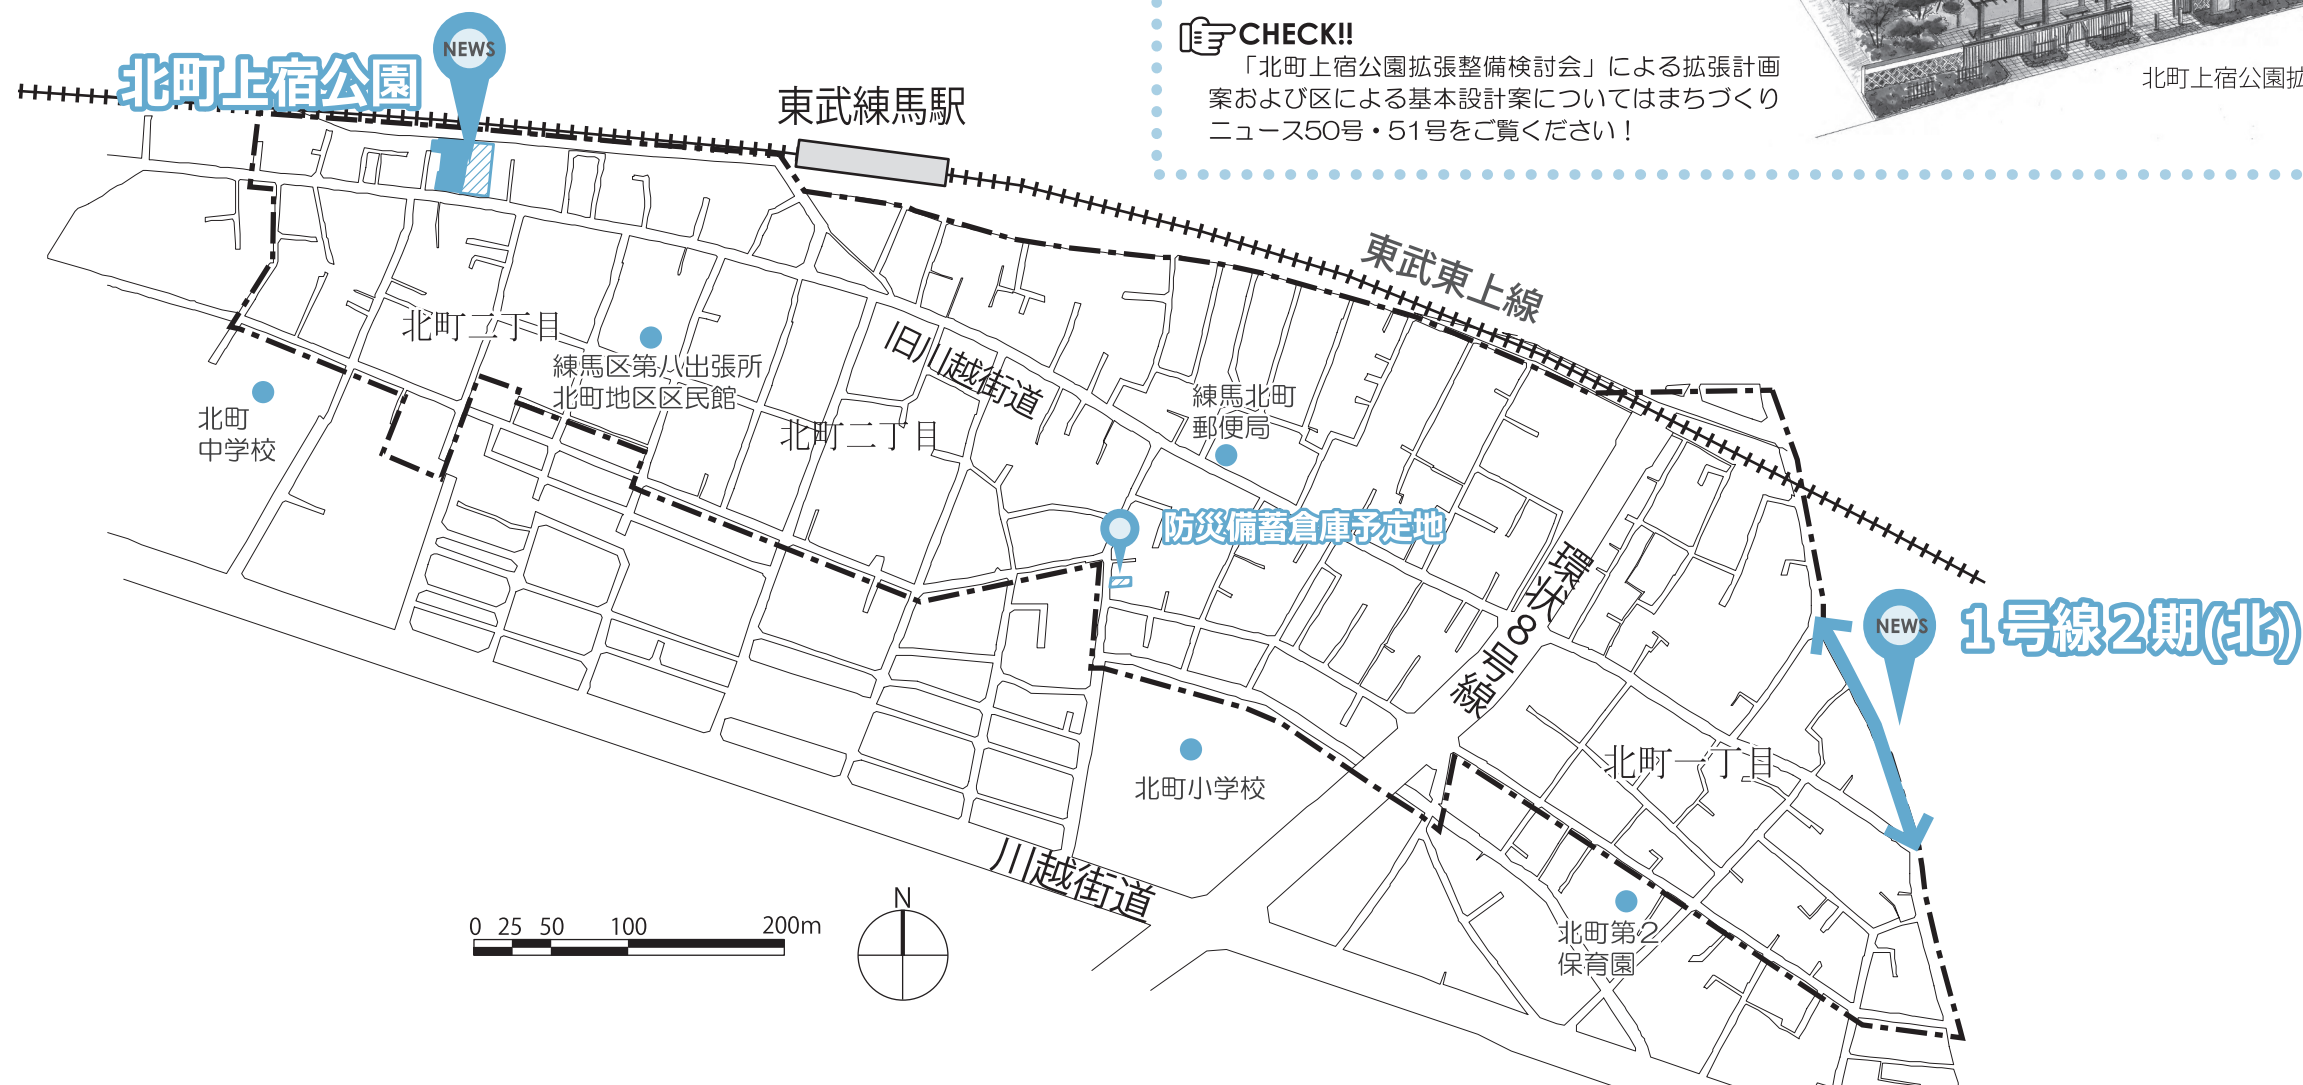 CHECK!!
「北町上宿公園拡張整備検討会」による拡張計画
案および区による基本設計案についてはまちづくり
ニュース50号・51号をご覧ください！
北町上宿公園拡
北町上宿公園
NEWS
東武練馬駅
東武東上線
北町二丁目
練馬区第八出張所
北町地区区民館
旧川越街道
北町二丁目
練馬北町
郵便局
北町
中学校
防災備蓄倉庫予定地
環状8号線
NEWS
1号線2期(北)
北町一丁目
北町小学校
川越街道
北町第2
保育園
0 25 50 100 200m
N